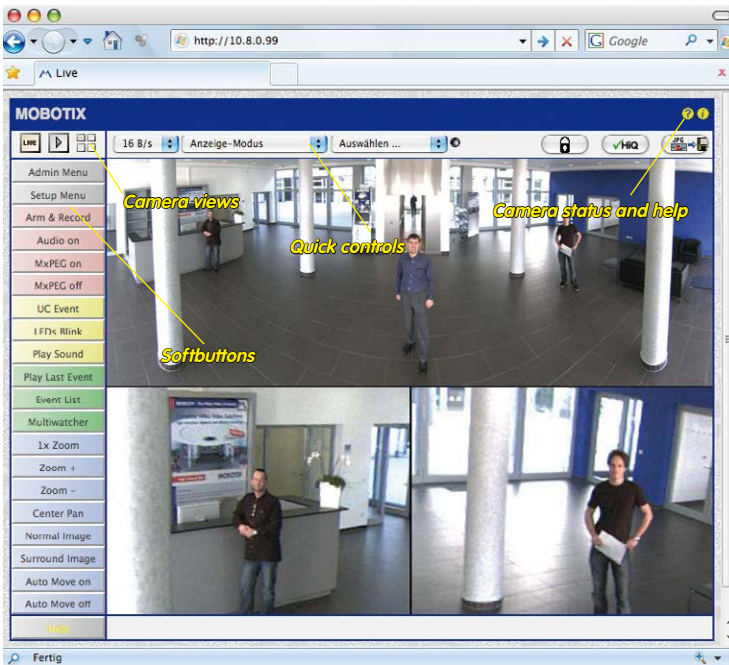 http://10.8.0.99
Google
Live
MOBOTIX
LIVE
16 B/s
Anzeige-Modus
Auswählen ...
HiQ
JPG
Admin Menu
Setup Menu
Arm & Record
Audio on
MxPEG on
MxPEG off
UC Event
LEDs Blink
Play Sound
Play Last Event
Event List
Multiwatcher
1x Zoom
Zoom +
Zoom -
Center Pan
Normal Image
Surround Image
Auto Move on
Auto Move off
Help
Camera views
Quick controls
Camera status and help
Softbuttons
MOBOTIX
Fertig